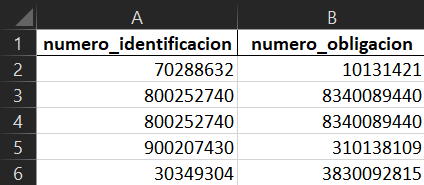 A B
1 numero_identificacion numero_obligacion
2 70288632 10131421
3 800252740 8340089440
4 800252740 8340089440
5 900207430 310138109
6 30349304 3830092815